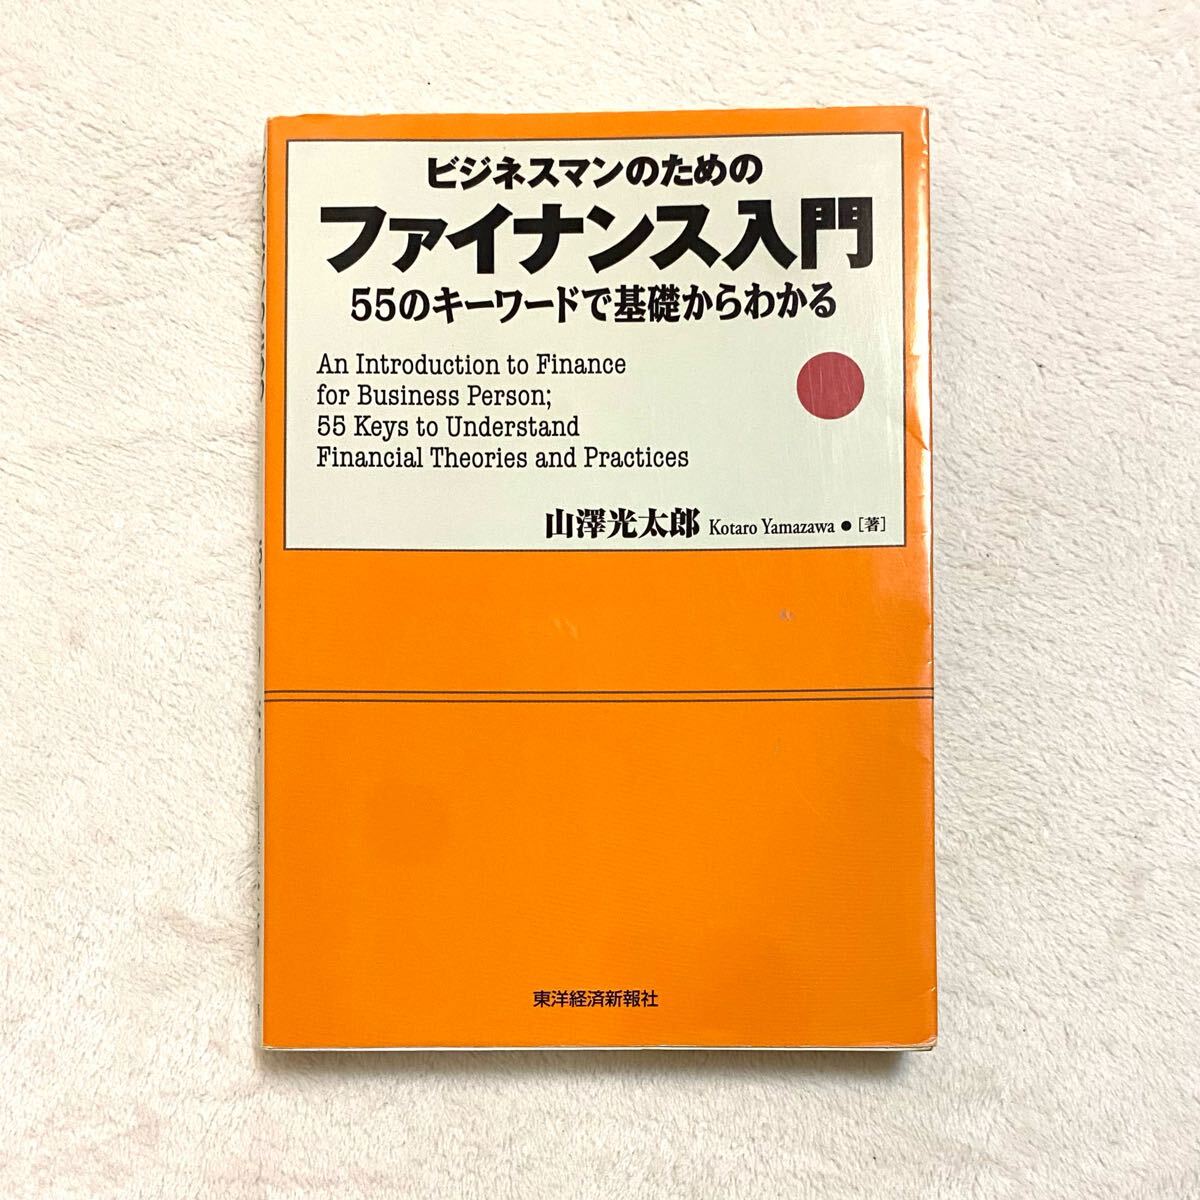 ビジネスマンのための
ファイナンス入門
55のキーワードで基礎からわかる
An Introduction to Finance
for Business Person;
55 Keys to Understand
Financial Theories and Practices
山澤光太郎 Kotaro Yamazawa ● [著]
東洋経済新報社